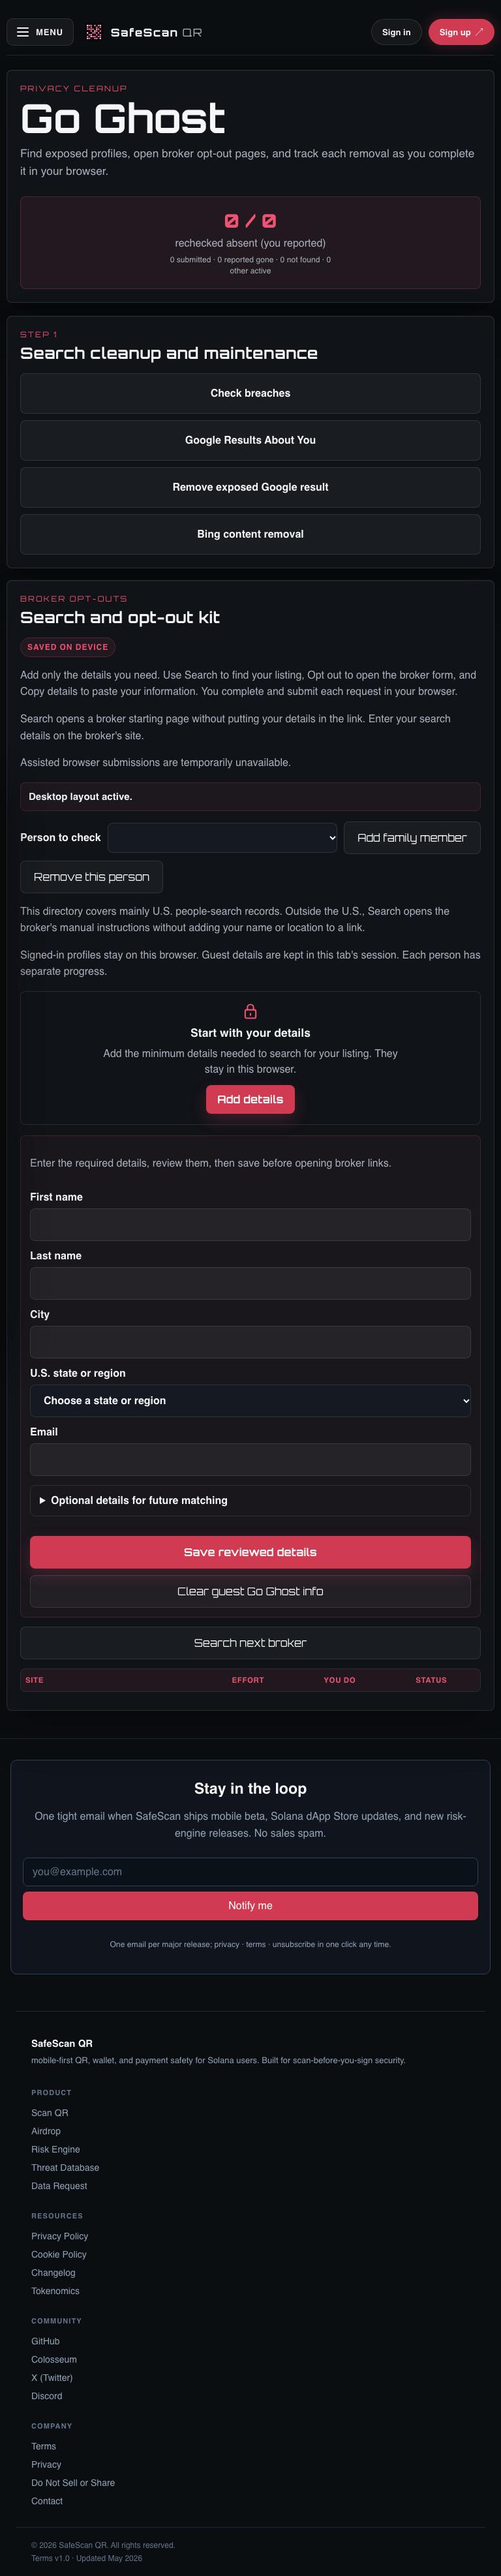 MENU
SafeScan QR
Sign in
Sign up ↗
PRIVACY CLEANUP
Go Ghost
Find exposed profiles, open broker opt-out pages, and track each removal as you complete
it in your browser.
0 / 0
rechecked absent (you reported)
0 submitted · 0 reported gone · 0 not found · 0
other active
STEP 1
Search cleanup and maintenance
Check breaches
Google Results About You
Remove exposed Google result
Bing content removal
BROKER OPT-OUTS
Search and opt-out kit
SAVED ON DEVICE
Add only the details you need. Use Search to find your listing, Opt out to open the broker form, and
Copy details to paste your information. You complete and submit each request in your browser.
Search opens a broker starting page without putting your details in the link. Enter your search
details on the broker's site.
Assisted browser submissions are temporarily unavailable.
Desktop layout active.
Person to check
Add family member
Remove this person
This directory covers mainly U.S. people-search records. Outside the U.S., Search opens the
broker's manual instructions without adding your name or location to a link.
Signed-in profiles stay on this browser. Guest details are kept in this tab's session. Each person has
separate progress.
Start with your details
Add the minimum details needed to search for your listing. They
stay in this browser.
Add details
Enter the required details, review them, then save before opening broker links.
First name
Last name
City
U.S. state or region
Choose a state or region
Email
Optional details for future matching
Save reviewed details
Clear guest Go Ghost info
Search next broker
SITE EFFORT YOU DO STATUS
Stay in the loop
One tight email when SafeScan ships mobile beta, Solana dApp Store updates, and new risk-
engine releases. No sales spam.
you@example.com
Notify me
One email per major release; privacy · terms · unsubscribe in one click any time.
SafeScan QR
mobile-first QR, wallet, and payment safety for Solana users. Built for scan-before-you-sign security.
PRODUCT
Scan QR
Airdrop
Risk Engine
Threat Database
Data Request
RESOURCES
Privacy Policy
Cookie Policy
Changelog
Tokenomics
COMMUNITY
GitHub
Colosseum
X (Twitter)
Discord
COMPANY
Terms
Privacy
Do Not Sell or Share
Contact
© 2026 SafeScan QR. All rights reserved.
Terms v1.0 · Updated May 2026